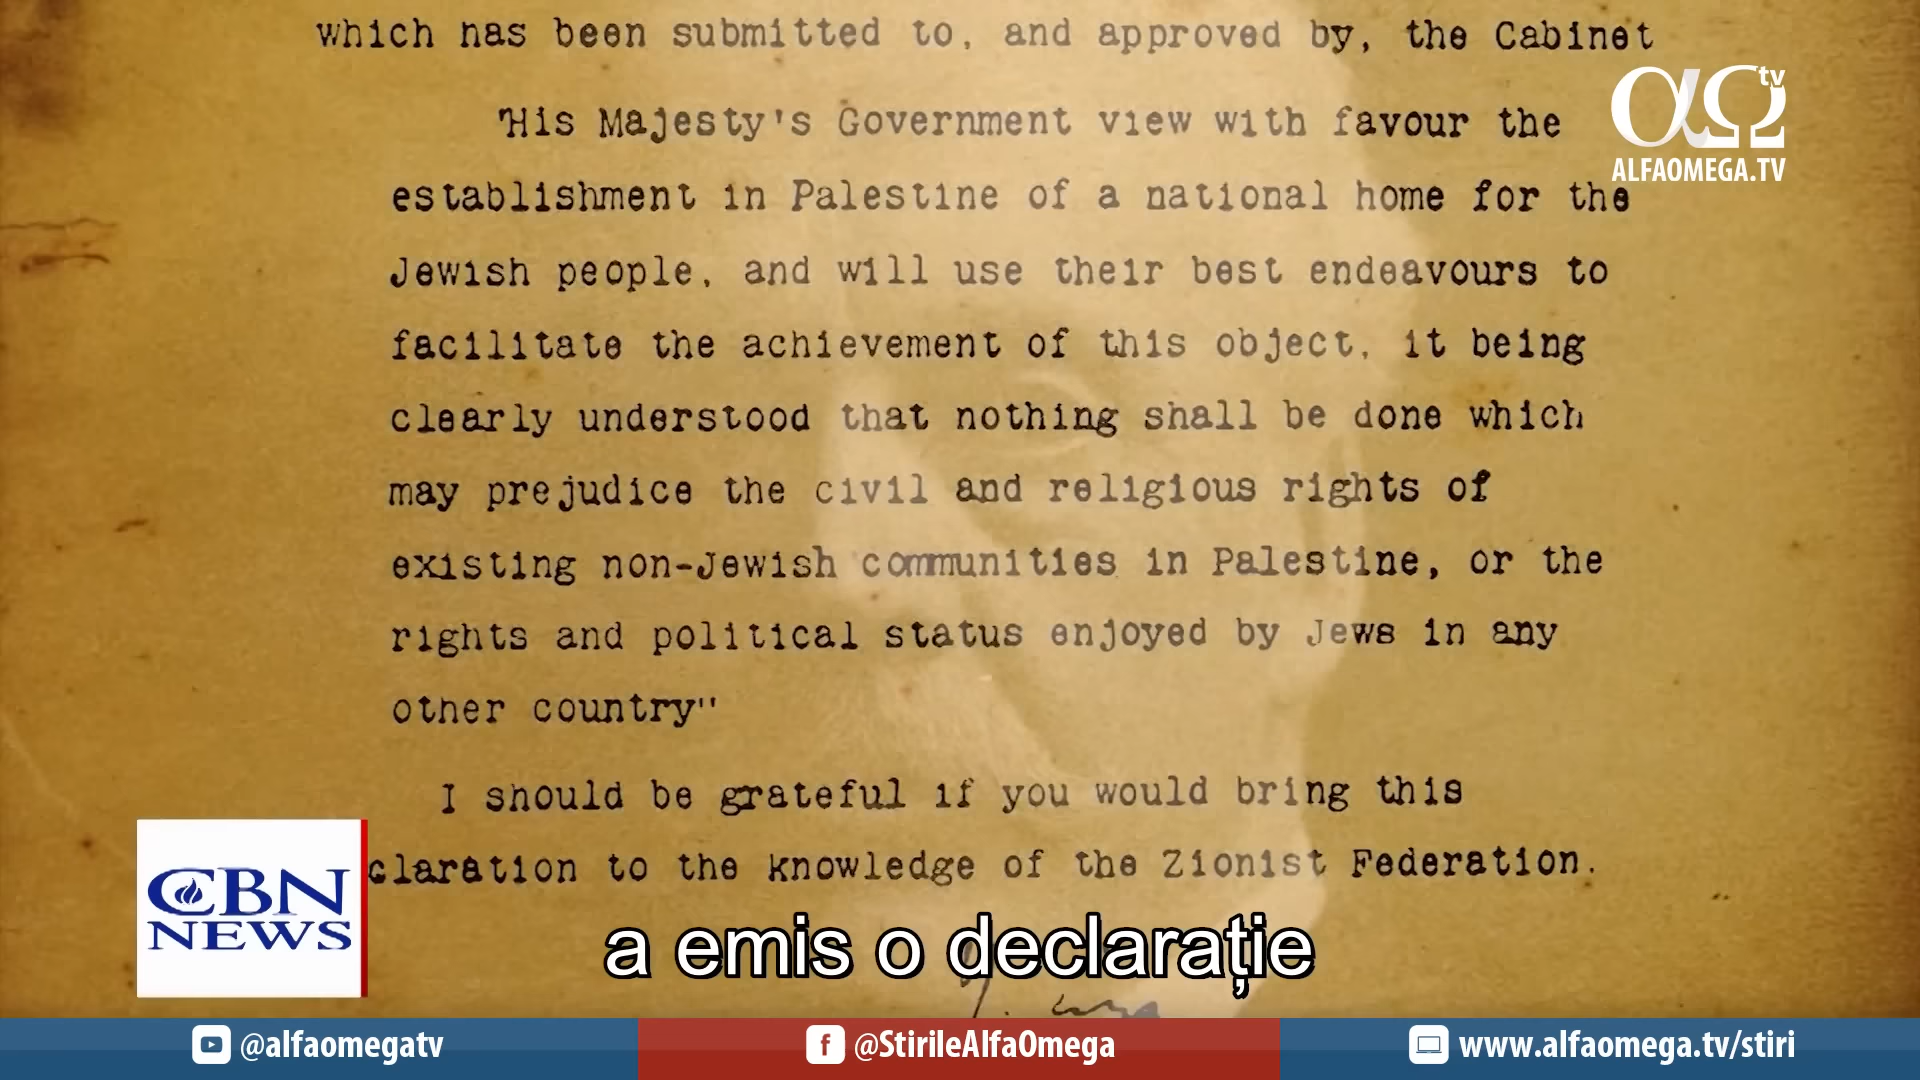 which has been submitted to, and approved by, the Cabinet
"His Majesty's Government view with favour the
establishment in Palestine of a national home for the
Jewish people, and will use their best endeavours to
facilitate the achievement of this object, it being
clearly understood that nothing shall be done which
may prejudice the civil and religious rights of
existing non-Jewish communities in Palestine, or the
rights and political status enjoyed by Jews in any
other country"
I should be grateful if you would bring this
claration to the knowledge of the Zionist Federation.
αΩ tv
ALFAOMEGA.TV
CBN
NEWS
a emis o declarație
@alfaomegatv
@StirileAlfaOmega
www.alfaomega.tv/stiri